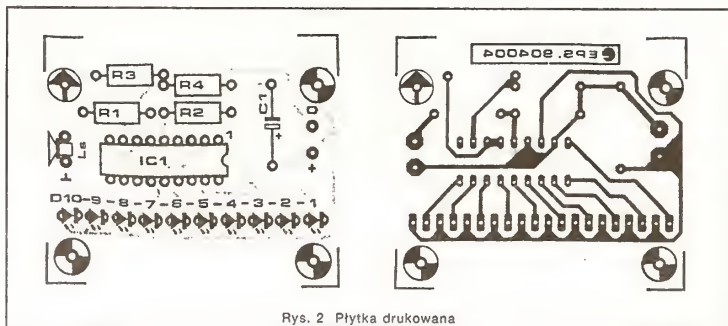 R3
R4
R1
R2
C1
+
0
+
Ls
IC1
1
D10-9-8-7-6-5-4-3-2-1
EPS.904004
Rys. 2 Płytka drukowana